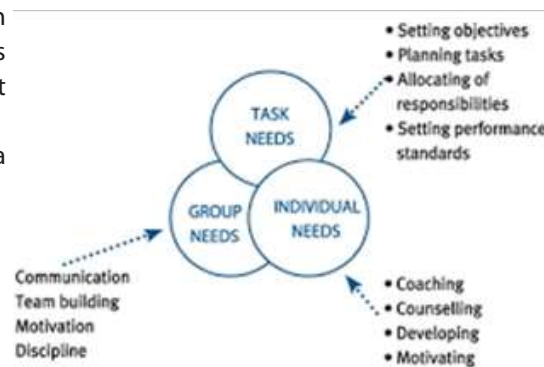 n
s
t
a
• Setting objectives
• Planning tasks
• Allocating of
responsibilities
• Setting performance
standards
TASK
NEEDS
GROUP
NEEDS
INDIVIDUAL
NEEDS
Communication
Team building
Motivation
Discipline
• Coaching
• Counselling
• Developing
• Motivating